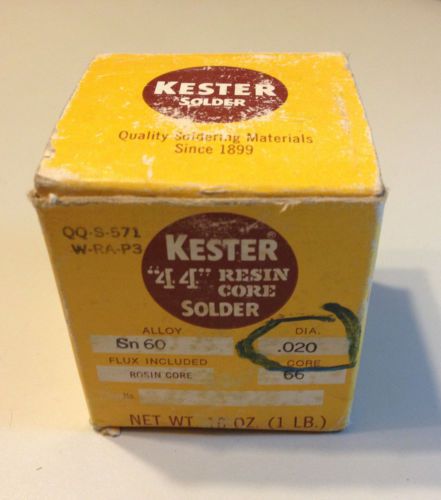 KESTER
SOLDER
Quality Soldering Materials
Since 1899
QQ-S-571
W-RA-P3
KESTER®
"44" RESIN
CORE
SOLDER
ALLOY DIA.
Sn 60 .020
FLUX INCLUDED CORE
ROSIN CORE 66
No.
NET WT. 16 OZ. (1 LB.)